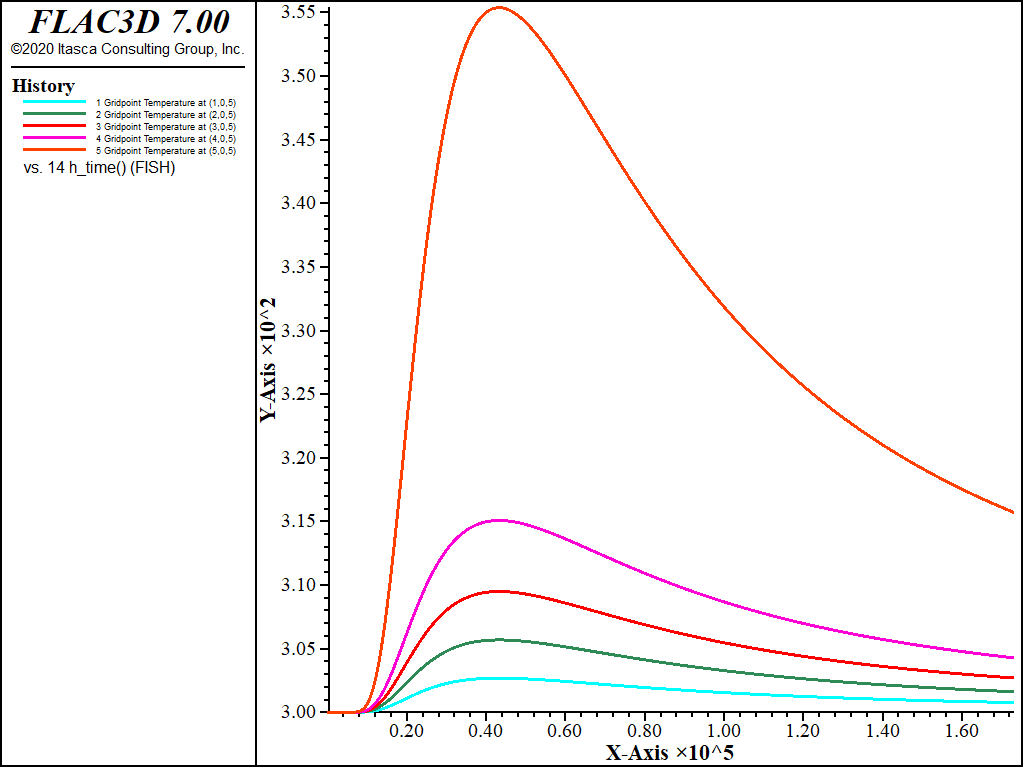 FLAC3D 7.00
©2020 Itasca Consulting Group, Inc.
History
1 Gridpoint Temperature at (1,0,5)
2 Gridpoint Temperature at (2,0,5)
3 Gridpoint Temperature at (3,0,5)
4 Gridpoint Temperature at (4,0,5)
5 Gridpoint Temperature at (5,0,5)
vs. 14 h_time() (FISH)
Y-Axis ×10^2
3.55
3.50
3.45
3.40
3.35
3.30
3.25
3.20
3.15
3.10
3.05
3.00
0.20 0.40 0.60 0.80 1.00 1.20 1.40 1.60
X-Axis ×10^5